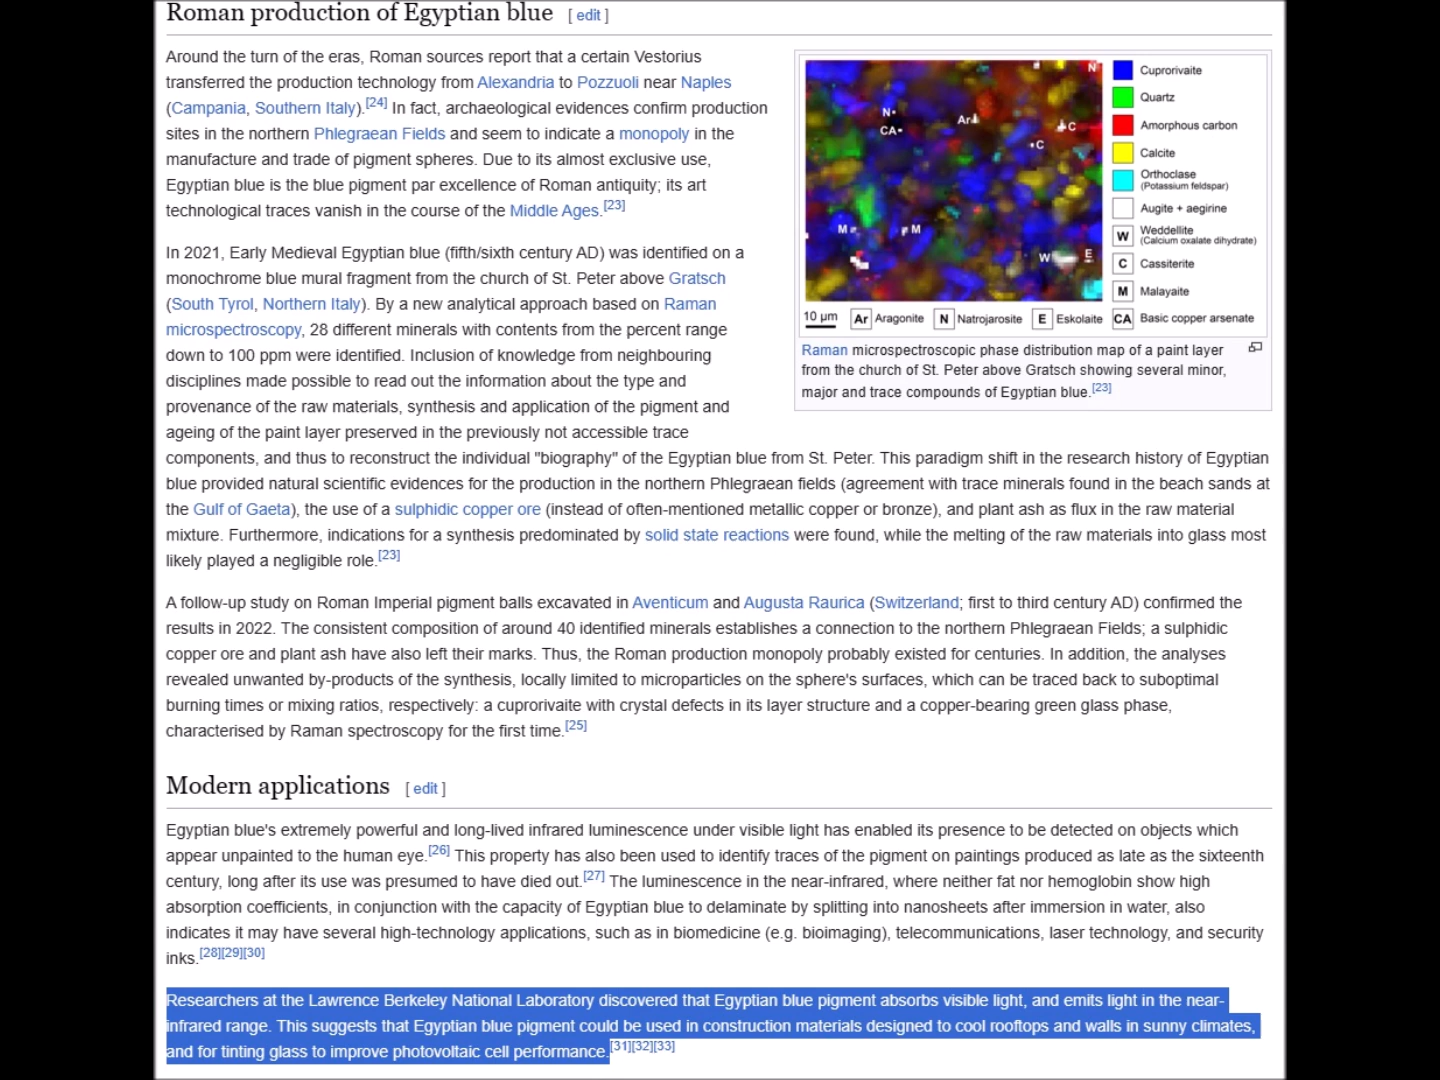 Roman production of Egyptian blue [ edit ]
Around the turn of the eras, Roman sources report that a certain Vestorius
transferred the production technology from Alexandria to Pozzuoli near Naples
(Campania, Southern Italy).[24] In fact, archaeological evidences confirm production
sites in the northern Phlegraean Fields and seem to indicate a monopoly in the
manufacture and trade of pigment spheres. Due to its almost exclusive use,
Egyptian blue is the blue pigment par excellence of Roman antiquity; its art
technological traces vanish in the course of the Middle Ages.[23]
In 2021, Early Medieval Egyptian blue (fifth/sixth century AD) was identified on a
monochrome blue mural fragment from the church of St. Peter above Gratsch
(South Tyrol, Northern Italy). By a new analytical approach based on Raman
microspectroscopy, 28 different minerals with contents from the percent range
down to 100 ppm were identified. Inclusion of knowledge from neighbouring
disciplines made possible to read out the information about the type and
provenance of the raw materials, synthesis and application of the pigment and
ageing of the paint layer preserved in the previously not accessible trace
components, and thus to reconstruct the individual "biography" of the Egyptian blue from St. Peter. This paradigm shift in the research history of Egyptian
blue provided natural scientific evidences for the production in the northern Phlegraean fields (agreement with trace minerals found in the beach sands at
the Gulf of Gaeta), the use of a sulphidic copper ore (instead of often-mentioned metallic copper or bronze), and plant ash as flux in the raw material
mixture. Furthermore, indications for a synthesis predominated by solid state reactions were found, while the melting of the raw materials into glass most
likely played a negligible role.[23]
N
N
CA
Ar
C
C
M
M
W
E
Cuprorivaite
Quartz
Amorphous carbon
Calcite
Orthoclase
(Potassium feldspar)
Augite + aegirine
W Weddellite
(Calcium oxalate dihydrate)
C Cassiterite
M Malayaite
10 µm Ar Aragonite N Natrojarosite E Eskolaite CA Basic copper arsenate
Raman microspectroscopic phase distribution map of a paint layer
from the church of St. Peter above Gratsch showing several minor,
major and trace compounds of Egyptian blue.[23]
A follow-up study on Roman Imperial pigment balls excavated in Aventicum and Augusta Raurica (Switzerland; first to third century AD) confirmed the
results in 2022. The consistent composition of around 40 identified minerals establishes a connection to the northern Phlegraean Fields; a sulphidic
copper ore and plant ash have also left their marks. Thus, the Roman production monopoly probably existed for centuries. In addition, the analyses
revealed unwanted by-products of the synthesis, locally limited to microparticles on the sphere's surfaces, which can be traced back to suboptimal
burning times or mixing ratios, respectively: a cuprorivaite with crystal defects in its layer structure and a copper-bearing green glass phase,
characterised by Raman spectroscopy for the first time.[25]
Modern applications [ edit ]
Egyptian blue's extremely powerful and long-lived infrared luminescence under visible light has enabled its presence to be detected on objects which
appear unpainted to the human eye.[26] This property has also been used to identify traces of the pigment on paintings produced as late as the sixteenth
century, long after its use was presumed to have died out.[27] The luminescence in the near-infrared, where neither fat nor hemoglobin show high
absorption coefficients, in conjunction with the capacity of Egyptian blue to delaminate by splitting into nanosheets after immersion in water, also
indicates it may have several high-technology applications, such as in biomedicine (e.g. bioimaging), telecommunications, laser technology, and security
inks.[28][29][30]
Researchers at the Lawrence Berkeley National Laboratory discovered that Egyptian blue pigment absorbs visible light, and emits light in the near-
infrared range. This suggests that Egyptian blue pigment could be used in construction materials designed to cool rooftops and walls in sunny climates,
and for tinting glass to improve photovoltaic cell performance.[31][32][33]